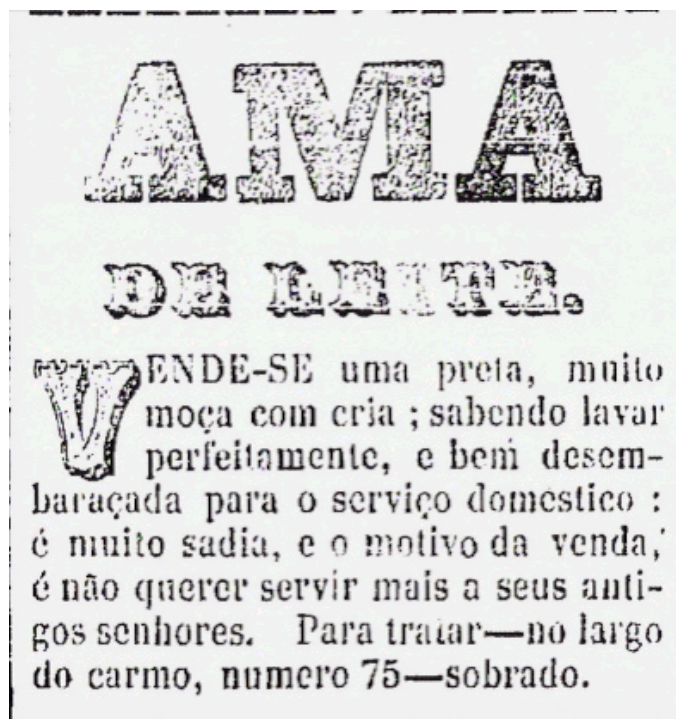 AMA
DE LEITE.
VENDE-SE uma preta, muito
moça com cria ; sabendo lavar
perfeitamente, e bem desem-
baraçada para o serviço domestico :
é muito sadia, e o motivo da venda,
é não querer servir mais a seus anti-
gos senhores. Para tratar—no largo
do carmo, numero 75—sobrado.